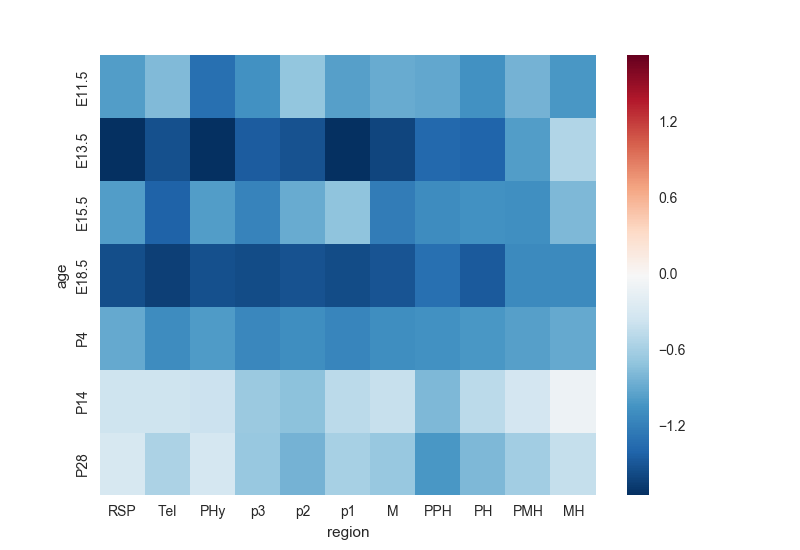 E11.5
E13.5
E15.5
E18.5
P4
P14
P28
age
RSP Tel PHy p3 p2 p1 M PPH PH PMH MH
region
1.2
0.6
0.0
−0.6
−1.2